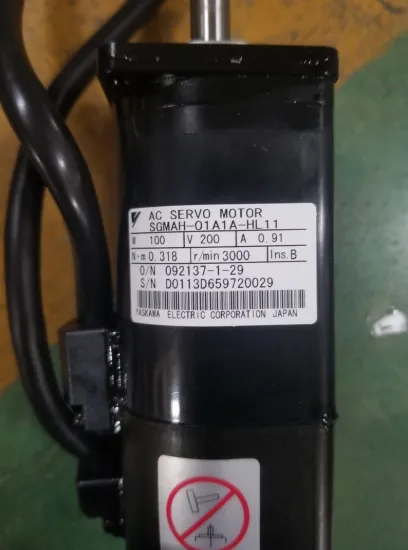 AC SERVO MOTOR
SGMAH-01A1A-HL11
W 100 V 200 A 0.91
N·m 0.318 r/min 3000 Ins.B
O/N 092137-1-29
S/N D0113D659720029
YASKAWA ELECTRIC CORPORATION JAPAN